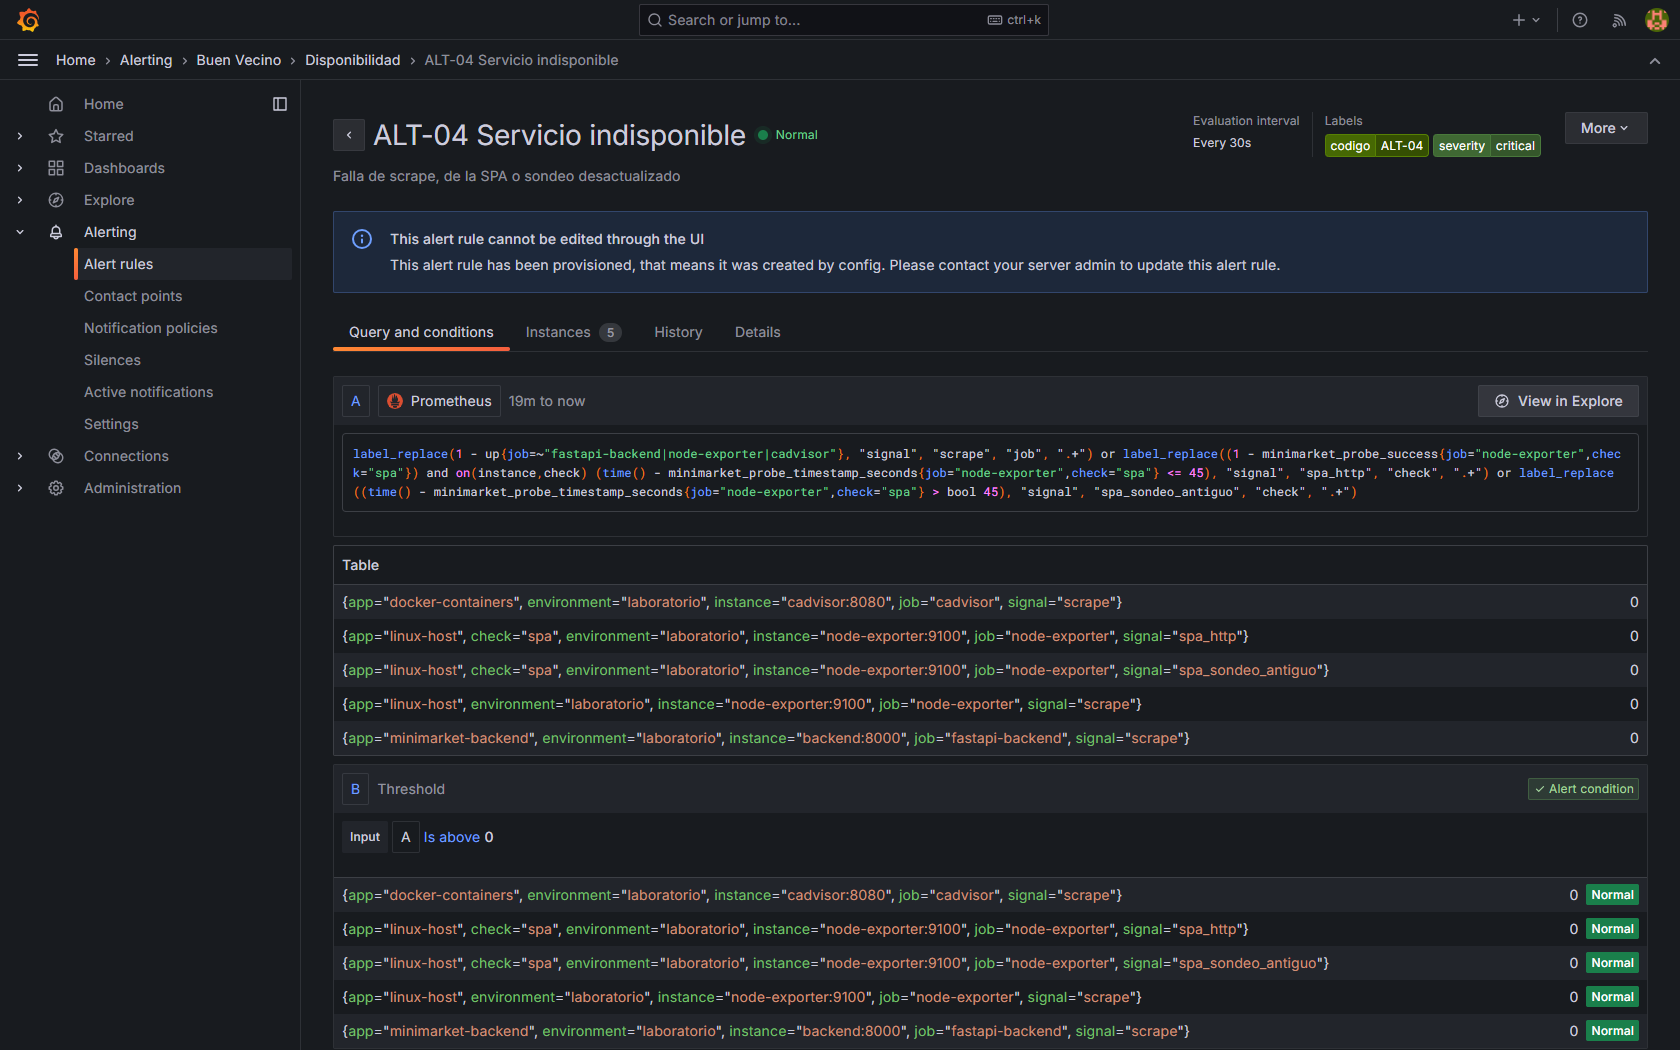 Search or jump to...
ctrl+k
Home › Alerting › Buen Vecino › Disponibilidad › ALT-04 Servicio indisponible
Home
Starred
Dashboards
Explore
Alerting
Alert rules
Contact points
Notification policies
Silences
Active notifications
Settings
Connections
Administration
ALT-04 Servicio indisponible
Normal
Evaluation interval
Every 30s
Labels
codigo ALT-04
severity critical
More
Falla de scrape, de la SPA o sondeo desactualizado
This alert rule cannot be edited through the UI
This alert rule has been provisioned, that means it was created by config. Please contact your server admin to update this alert rule.
Query and conditions
Instances 5
History
Details
A
Prometheus
19m to now
View in Explore
label_replace(1 - up{job=~"fastapi-backend|node-exporter|cadvisor"}, "signal", "scrape", "job", ".+") or label_replace((1 - minimarket_probe_success{job="node-exporter",chec
k="spa"}) and on(instance,check) (time() - minimarket_probe_timestamp_seconds{job="node-exporter",check="spa"} <= 45), "signal", "spa_http", "check", ".+") or label_replace
((time() - minimarket_probe_timestamp_seconds{job="node-exporter",check="spa"} > bool 45), "signal", "spa_sondeo_antiguo", "check", ".+")
Table
{app="docker-containers", environment="laboratorio", instance="cadvisor:8080", job="cadvisor", signal="scrape"} 0
{app="linux-host", check="spa", environment="laboratorio", instance="node-exporter:9100", job="node-exporter", signal="spa_http"} 0
{app="linux-host", check="spa", environment="laboratorio", instance="node-exporter:9100", job="node-exporter", signal="spa_sondeo_antiguo"} 0
{app="linux-host", environment="laboratorio", instance="node-exporter:9100", job="node-exporter", signal="scrape"} 0
{app="minimarket-backend", environment="laboratorio", instance="backend:8000", job="fastapi-backend", signal="scrape"} 0
B
Threshold
Alert condition
Input A Is above 0
{app="docker-containers", environment="laboratorio", instance="cadvisor:8080", job="cadvisor", signal="scrape"} 0 Normal
{app="linux-host", check="spa", environment="laboratorio", instance="node-exporter:9100", job="node-exporter", signal="spa_http"} 0 Normal
{app="linux-host", check="spa", environment="laboratorio", instance="node-exporter:9100", job="node-exporter", signal="spa_sondeo_antiguo"} 0 Normal
{app="linux-host", environment="laboratorio", instance="node-exporter:9100", job="node-exporter", signal="scrape"} 0 Normal
{app="minimarket-backend", environment="laboratorio", instance="backend:8000", job="fastapi-backend", signal="scrape"} 0 Normal